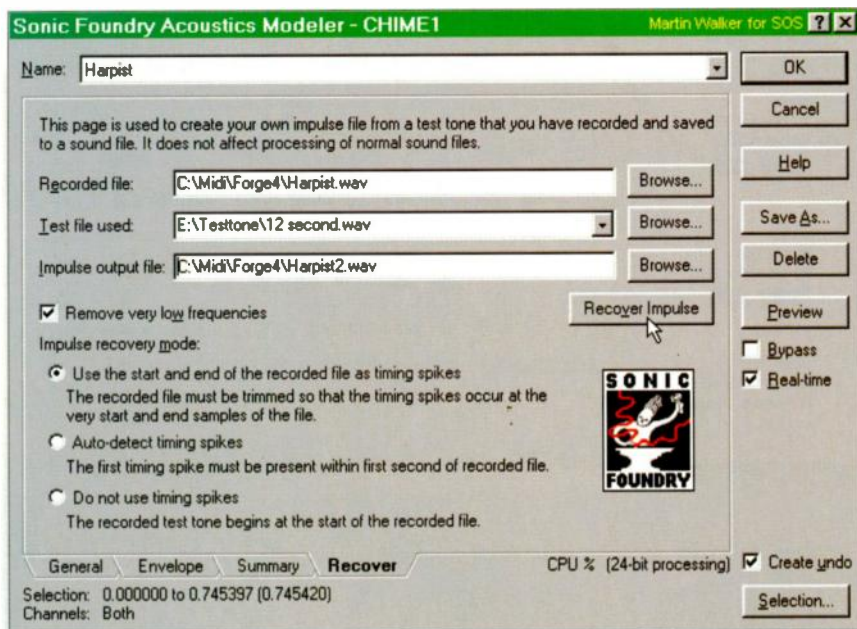 Sonic Foundry Acoustics Modeler - CHIME1
Martin Walker for SOS
Name: Harpist
OK
Cancel
Help
Save As...
Delete
Preview
Bypass
Real-time
This page is used to create your own impulse file from a test tone that you have recorded and saved
to a sound file. It does not affect processing of normal sound files.
Recorded file: C:\Midi\Forge4\Harpist.wav Browse...
Test file used: E:\Testtone\12 second.wav Browse...
Impulse output file: C:\Midi\Forge4\Harpist2.wav Browse...
Remove very low frequencies
Recover Impulse
Impulse recovery mode:
Use the start and end of the recorded file as timing spikes
The recorded file must be trimmed so that the timing spikes occur at the
very start and end samples of the file.
Auto-detect timing spikes
The first timing spike must be present within first second of recorded file.
Do not use timing spikes
The recorded test tone begins at the start of the recorded file.
SONIC
FOUNDRY
General Envelope Summary Recover
CPU % (24-bit processing)
Create undo
Selection: 0.000000 to 0.745397 (0.745420)
Channels: Both
Selection...